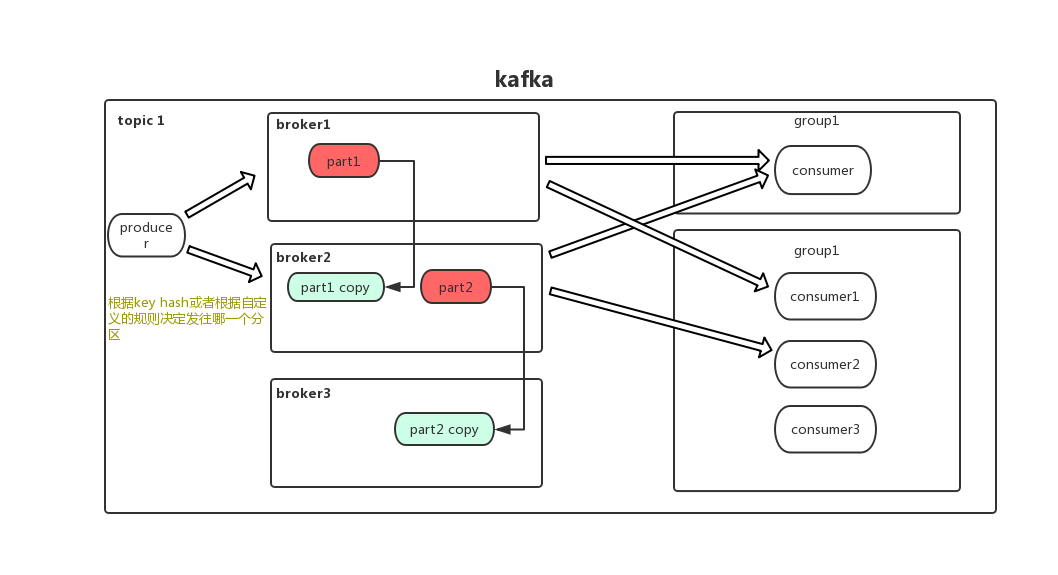 kafka
topic 1
broker1
part1
produce
r
根据key hash或者根据自定
义的规则决定发往哪一个分
区
broker2
part1 copy
part2
broker3
part2 copy
group1
consumer
group1
consumer1
consumer2
consumer3